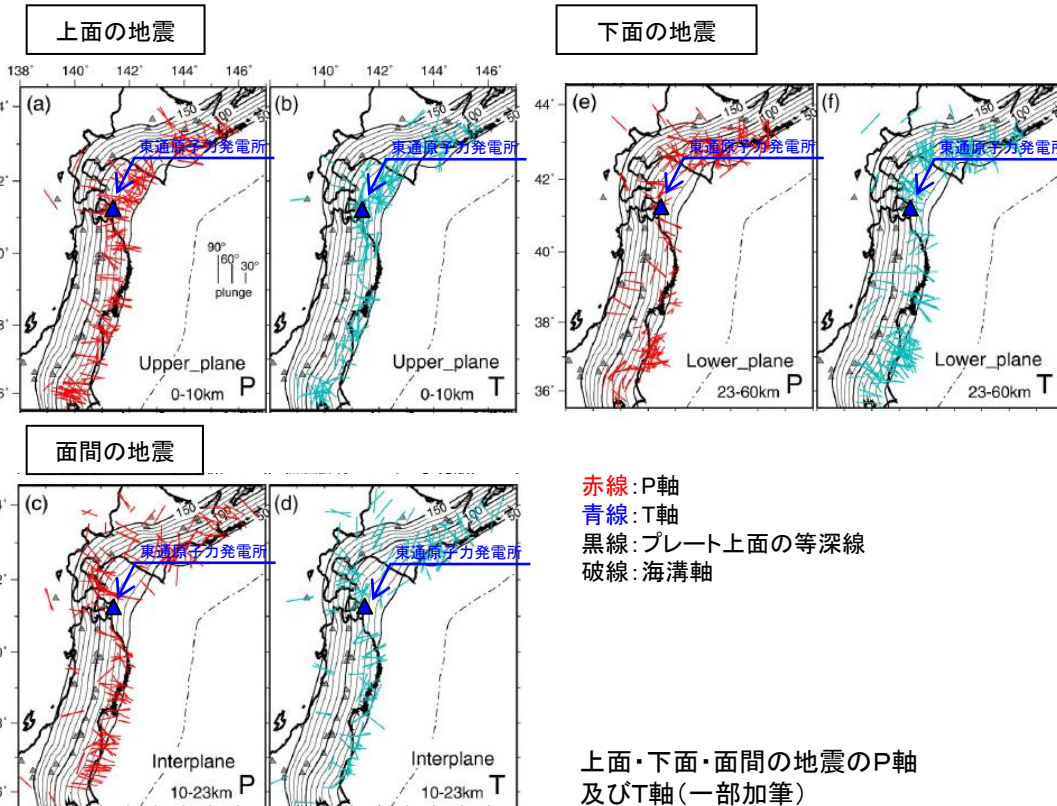 上面の地震
下面の地震
138° 140° 142° 144° 146°
140° 142° 144° 146°
(a)
(b)
(e)
(f)
44°
42°
40°
38°
36°
150
100
50
東通原子力発電所
東通原子力発電所
東通原子力発電所
東通原子力発電所
90°
60°
30°
plunge
Upper_plane
0-10km P
Upper_plane
0-10km T
Lower_plane
23-60km P
Lower_plane
23-60km T
面間の地震
(c)
(d)
150
100
50
東通原子力発電所
東通原子力発電所
Interplane
10-23km P
Interplane
10-23km T
赤線:P軸
青線:T軸
黒線:プレート上面の等深線
破線:海溝軸
上面・下面・面間の地震のP軸
及びT軸(一部加筆)